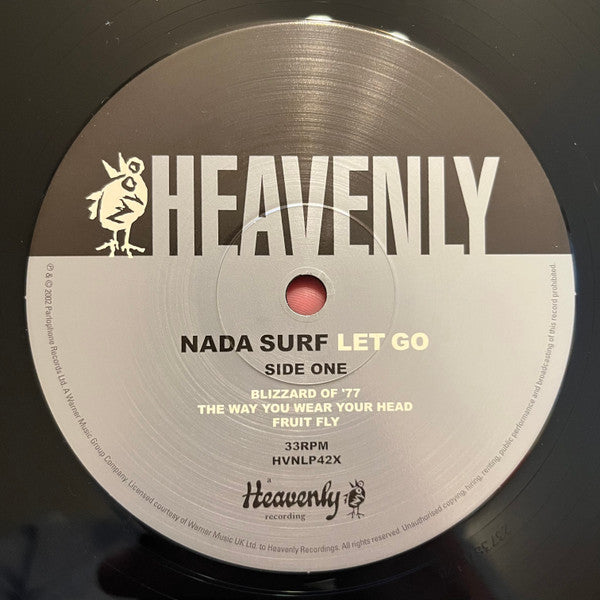 HEAVENLY
NADA SURF LET GO
SIDE ONE
BLIZZARD OF '77
THE WAY YOU WEAR YOUR HEAD
FRUIT FLY
33RPM
HVNLP42X
a
Heavenly
recording
℗ & © 2002 Parlophone Records Ltd. A Warner Music Group Company. Licensed courtesy of Warner Music UK Ltd. to Heavenly Recordings. All rights reserved. Unauthorised copying, hiring, renting, public performance and broadcasting of this record prohibited.